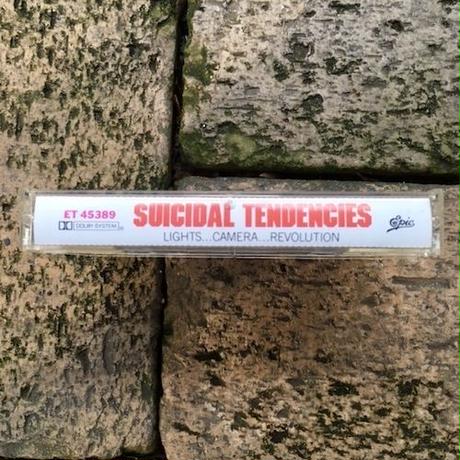 ET 45389
DOLBY SYSTEM
SUICIDAL TENDENCIES
LIGHTS...CAMERA...REVOLUTION
Epic